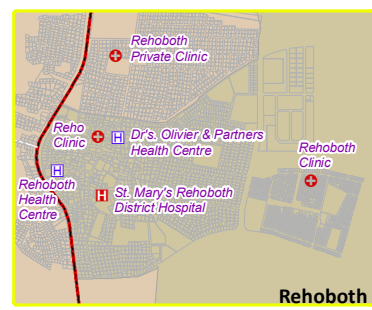 Rehoboth
Private Clinic
Reho
Clinic
H
Dr's. Olivier & Partners
Health Centre
Rehoboth
Clinic
H
Rehoboth
Health
Centre
H
St. Mary's Rehoboth
District Hospital
Rehoboth